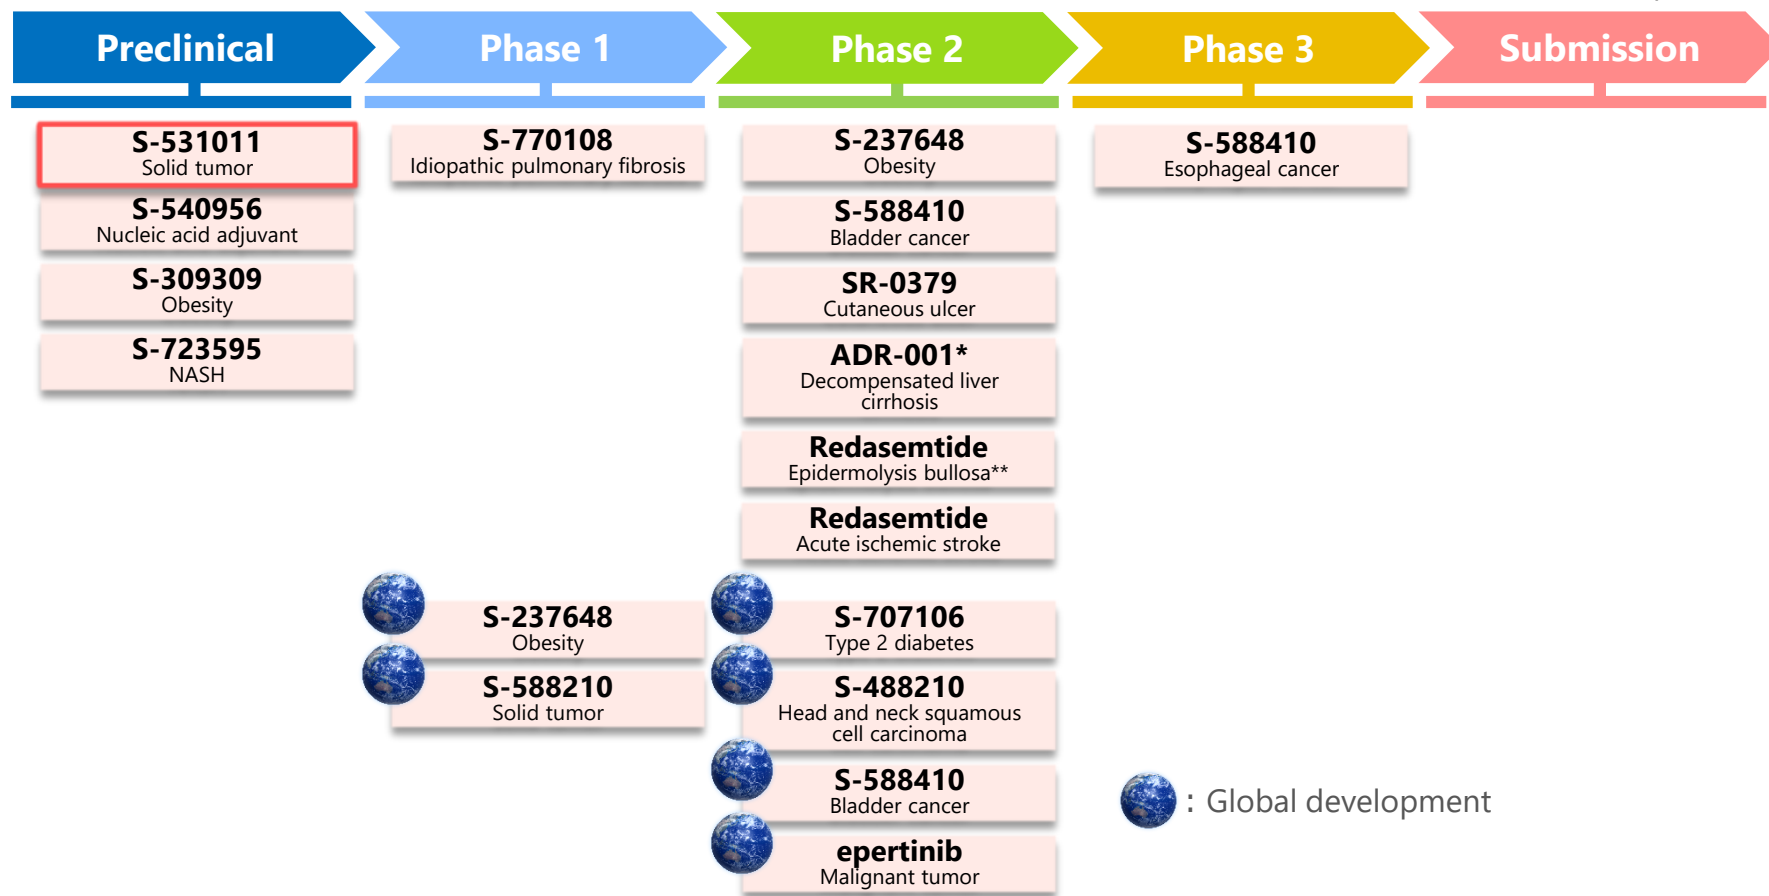 Preclinical
Phase 1
Phase 2
Phase 3
Submission
S-531011
Solid tumor
S-540956
Nucleic acid adjuvant
S-309309
Obesity
S-723595
NASH
S-770108
Idiopathic pulmonary fibrosis
S-237648
Obesity
S-588410
Bladder cancer
SR-0379
Cutaneous ulcer
ADR-001*
Decompensated liver
cirrhosis
Redasemtide
Epidermolysis bullosa**
Redasemtide
Acute ischemic stroke
S-588410
Esophageal cancer
S-237648
Obesity
S-588210
Solid tumor
S-707106
Type 2 diabetes
S-488210
Head and neck squamous
cell carcinoma
S-588410
Bladder cancer
epertinib
Malignant tumor
: Global development